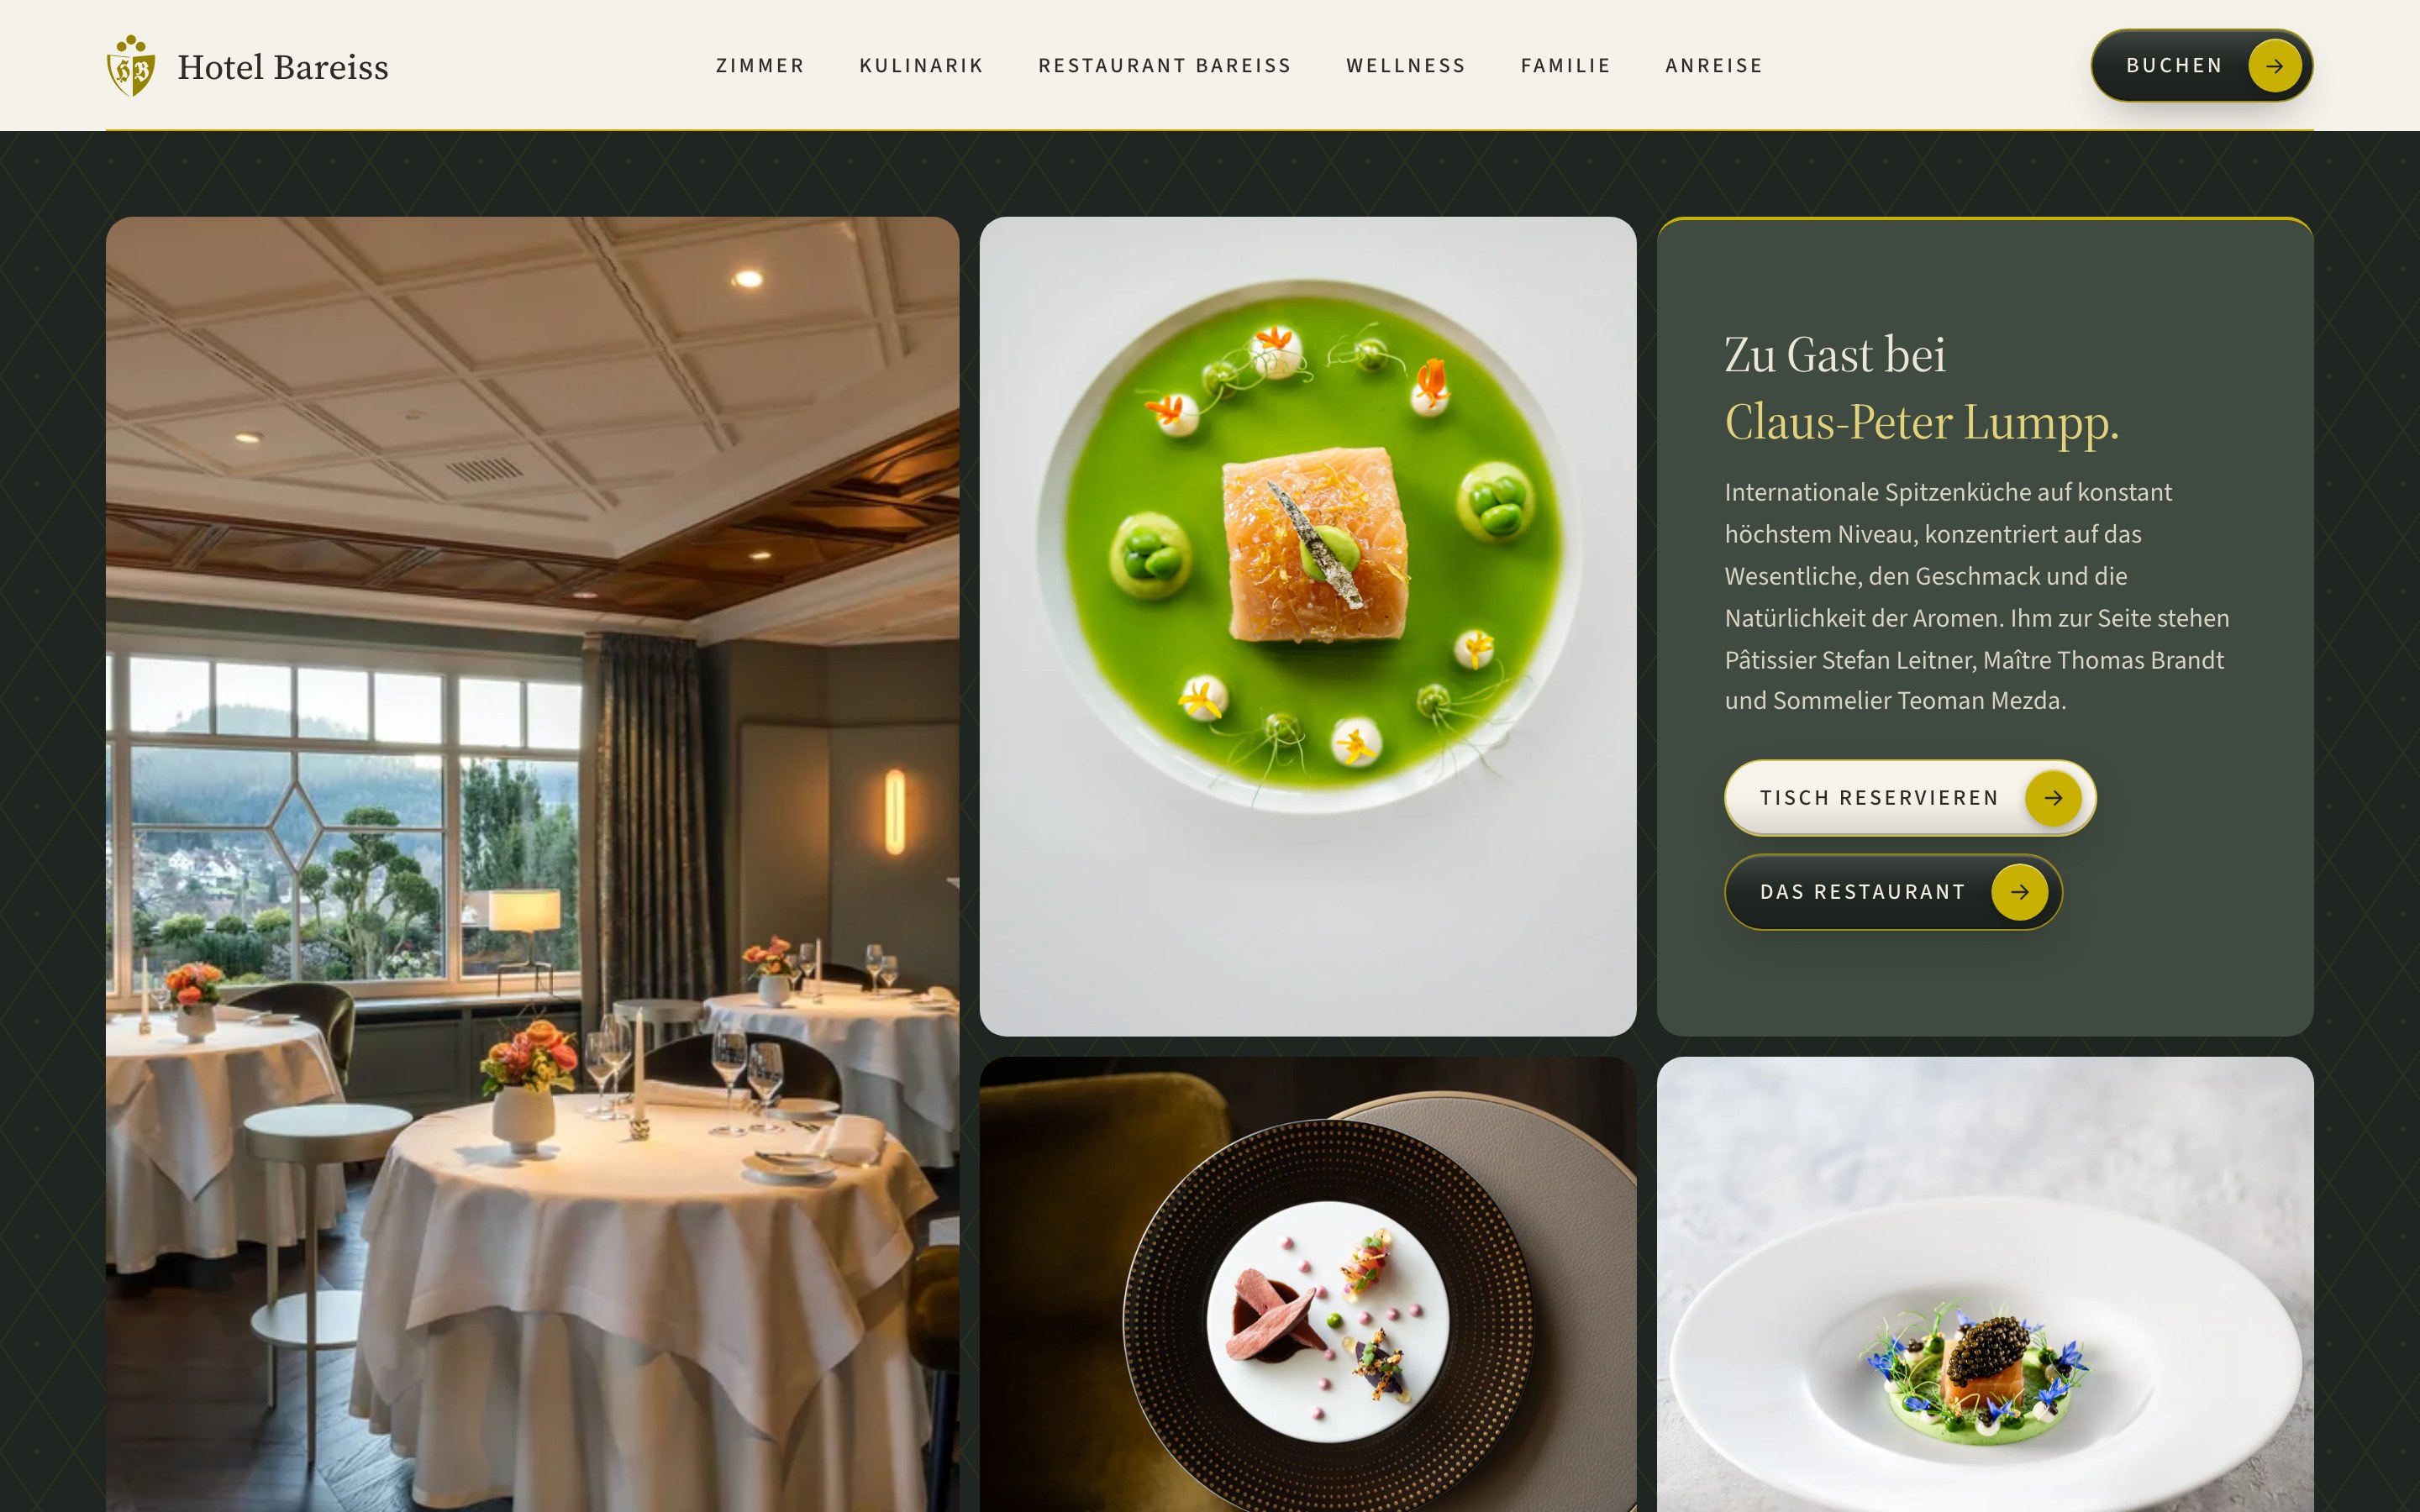 Hotel Bareiss
ZIMMER
KULINARIK
RESTAURANT BAREISS
WELLNESS
FAMILIE
ANREISE
BUCHEN
Zu Gast bei
Claus-Peter Lumpp.
Internationale Spitzenküche auf konstant
höchstem Niveau, konzentriert auf das
Wesentliche, den Geschmack und die
Natürlichkeit der Aromen. Ihm zur Seite stehen
Pâtissier Stefan Leitner, Maître Thomas Brandt
und Sommelier Teoman Mezda.
TISCH RESERVIEREN
DAS RESTAURANT